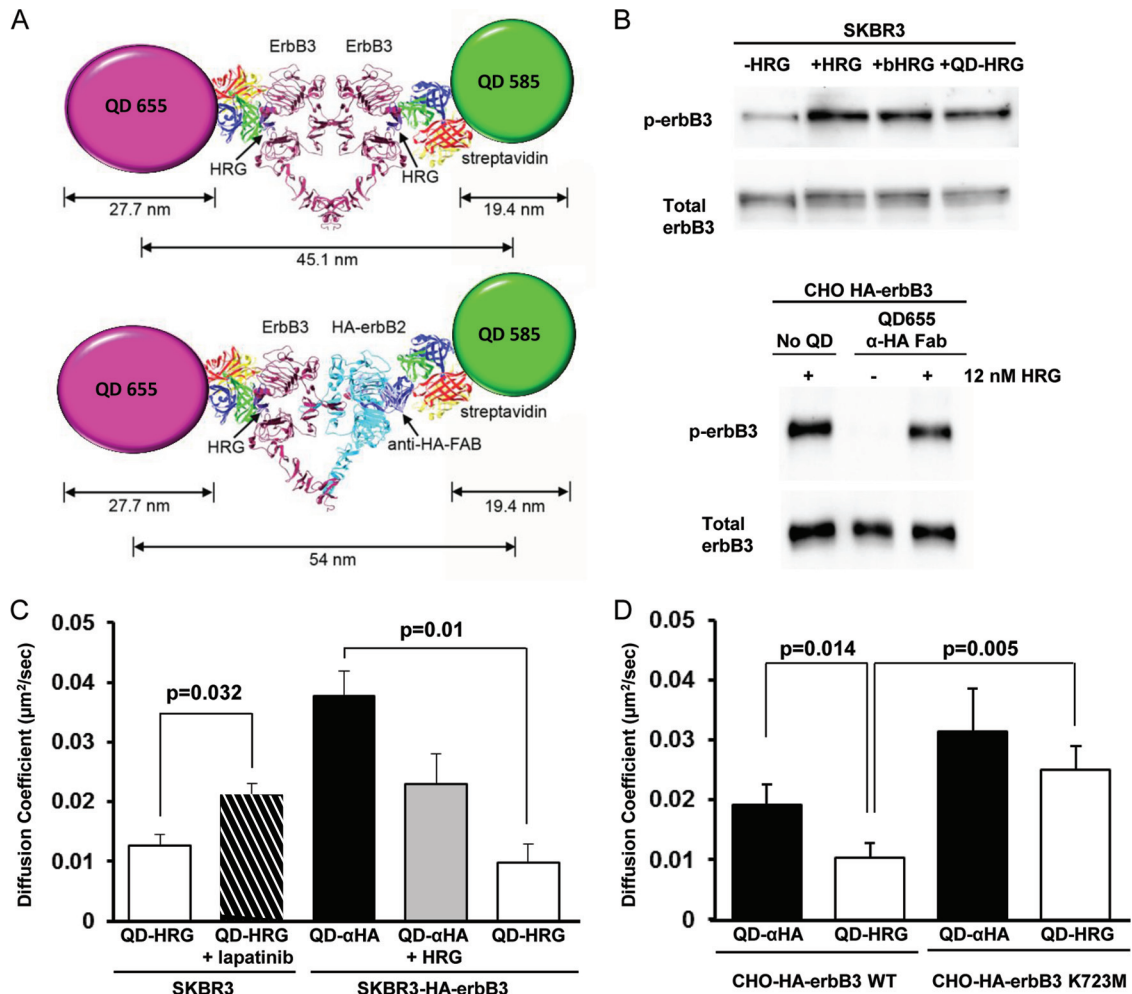 A
ErbB3 ErbB3
QD 655
QD 585
HRG
HRG
streptavidin
27.7 nm
19.4 nm
45.1 nm
ErbB3 HA-erbB2
QD 655
QD 585
HRG
streptavidin
anti-HA-FAB
27.7 nm
19.4 nm
54 nm
B
SKBR3
-HRG +HRG +bHRG +QD-HRG
p-erbB3
Total
erbB3
CHO HA-erbB3
QD655
No QD α-HA Fab
+ - + 12 nM HRG
p-erbB3
Total
erbB3
C
Diffusion Coefficient (µm²/sec)
0.05
0.04
0.03
0.02
0.01
0
p=0.032
p=0.01
QD-HRG QD-HRG QD-αHA QD-αHA QD-HRG
+ lapatinib + HRG
SKBR3 SKBR3-HA-erbB3
D
Diffusion Coefficient (µm²/sec)
0.05
0.04
0.03
0.02
0.01
0
p=0.014
p=0.005
QD-αHA QD-HRG QD-αHA QD-HRG
CHO-HA-erbB3 WT CHO-HA-erbB3 K723M